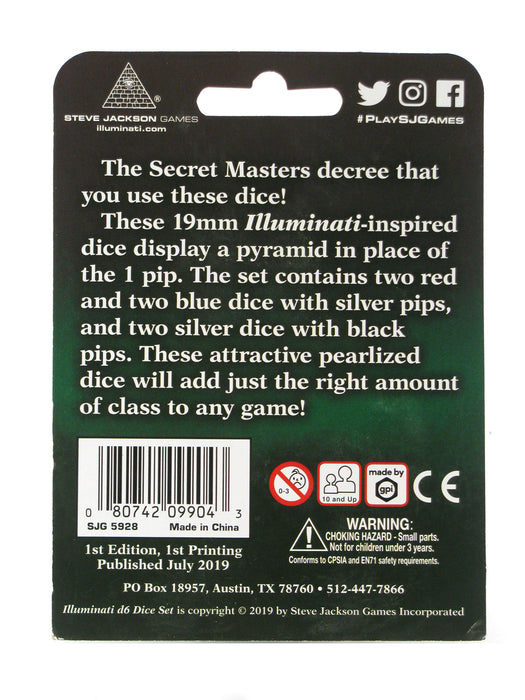 STEVE JACKSON GAMES
illuminati.com
#PLAYSJGAMES
The Secret Masters decree that
you use these dice!
These 19mm Illuminati-inspired
dice display a pyramid in place of
the 1 pip. The set contains two red
and two blue dice with silver pips,
and two silver dice with black
pips. These attractive pearlized
dice will add just the right amount
of class to any game!
0 80742 09904 3
SJG 5928 Made in China
0-3
10 and Up
made by
gpi
CE
WARNING:
CHOKING HAZARD - Small parts.
Not for children under 3 years.
Conforms to CPSIA and EN71 safety requirements.
1st Edition, 1st Printing
Published July 2019
PO Box 18957, Austin, TX 78760 • 512-447-7866
Illuminati d6 Dice Set is copyright © 2019 by Steve Jackson Games Incorporated